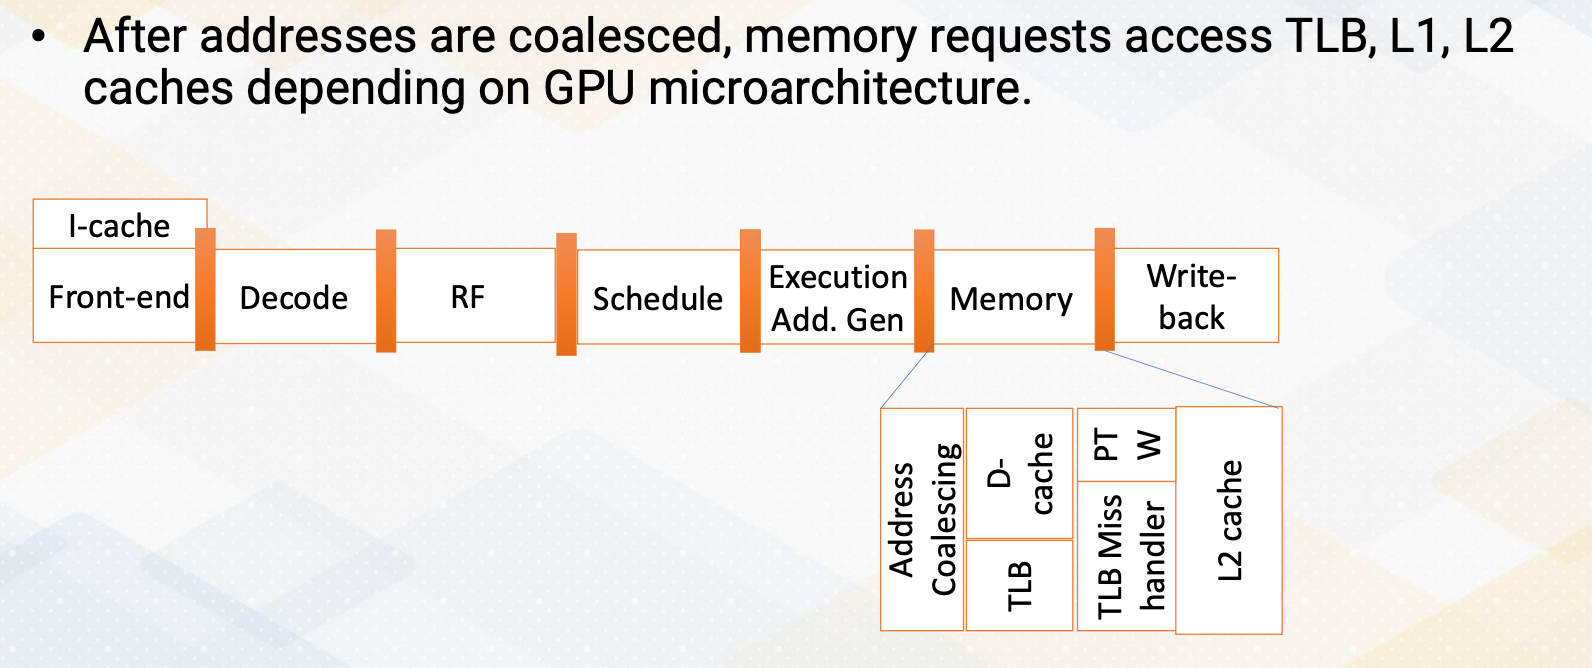 • After addresses are coalesced, memory requests access TLB, L1, L2
caches depending on GPU microarchitecture.
I-cache
Front-end
Decode
RF
Schedule
Execution
Add. Gen
Memory
Write-
back
Address
Coalescing
D-
cache
TLB
PT
W
TLB Miss
handler
L2 cache